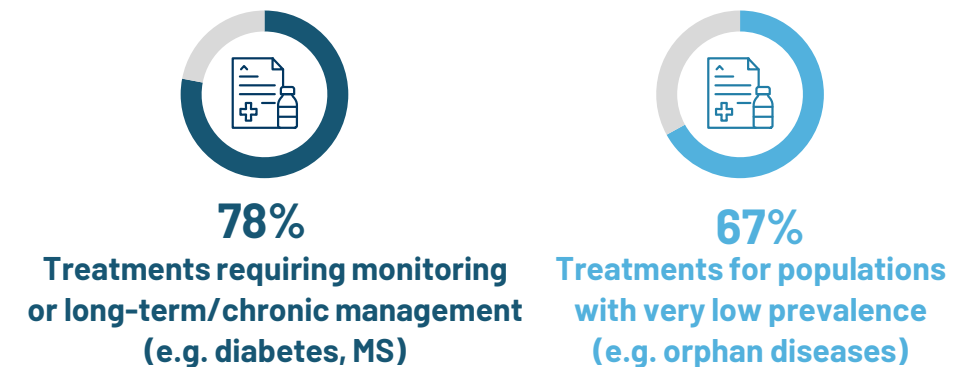 78%
Treatments requiring monitoring
or long-term/chronic management
(e.g. diabetes, MS)
67%
Treatments for populations
with very low prevalence
(e.g. orphan diseases)